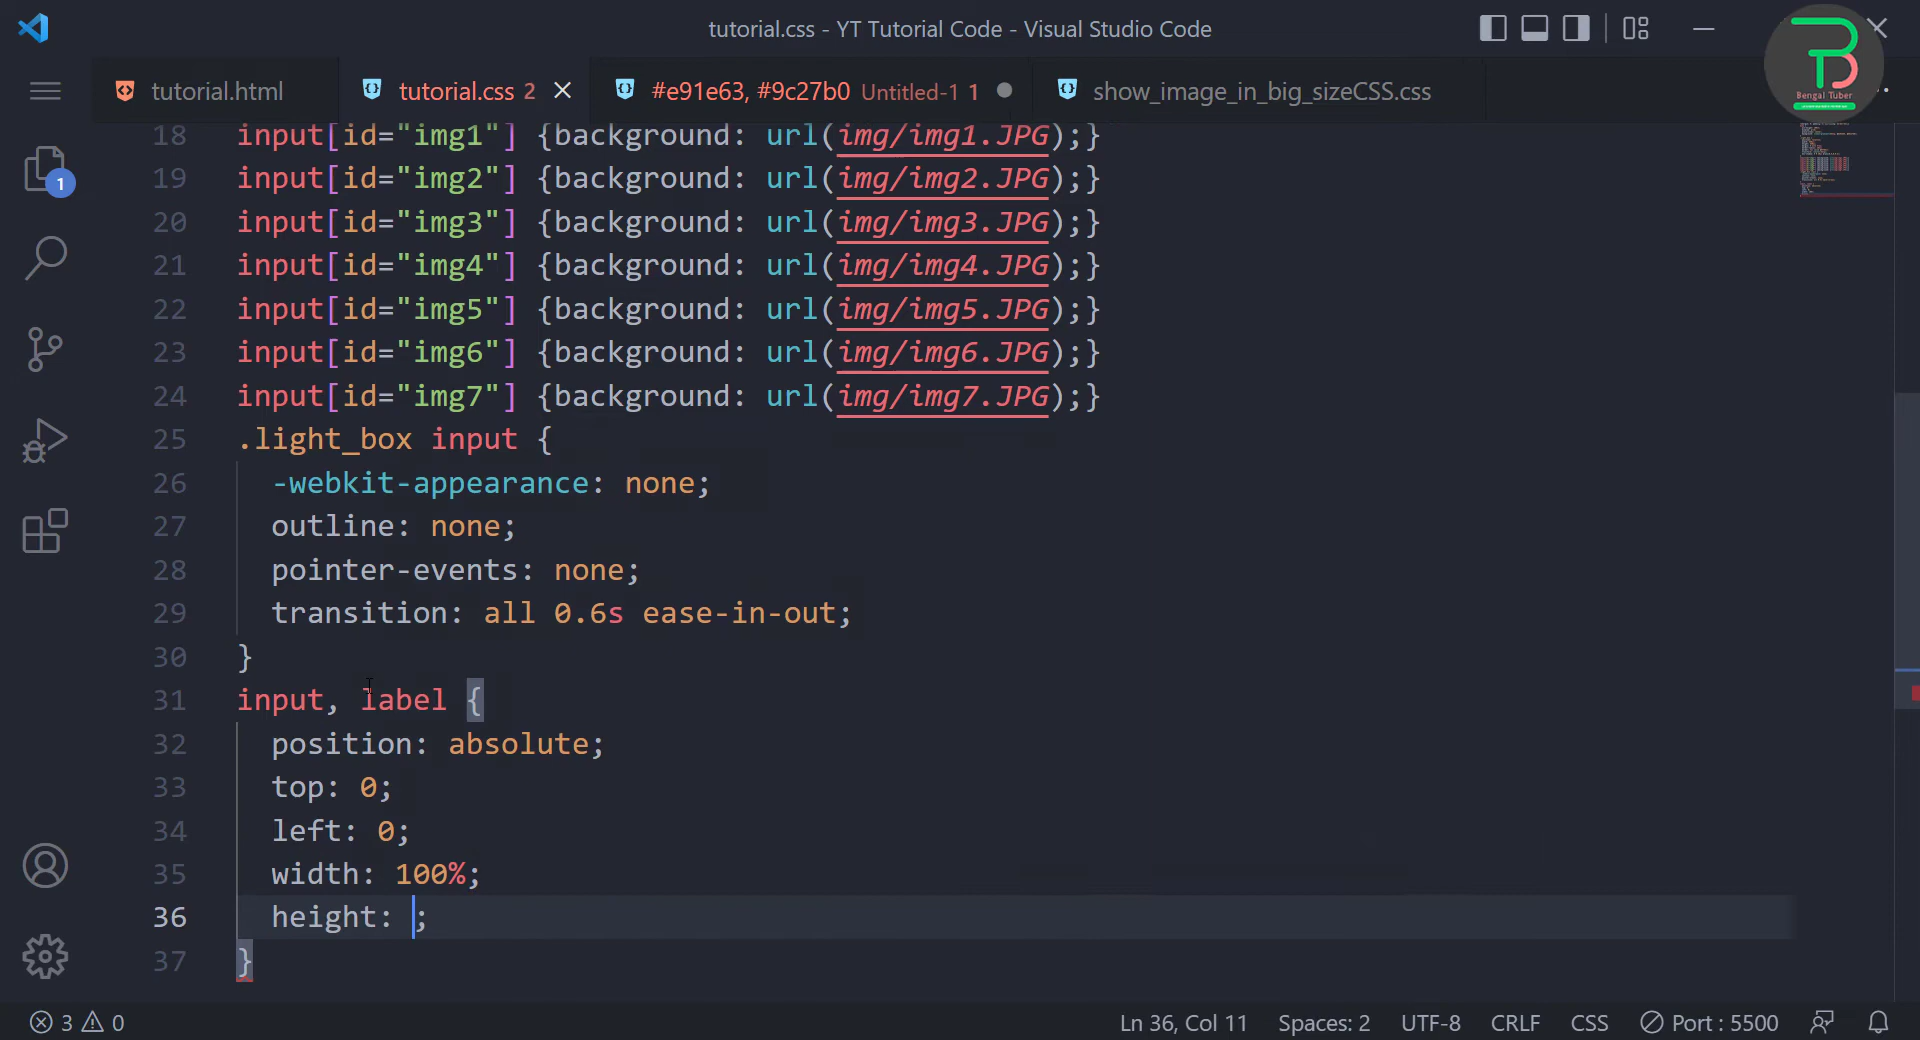 tutorial.css - YT Tutorial Code - Visual Studio Code
tutorial.html
tutorial.css 2
#e91e63, #9c27b0 Untitled-1 1
show_image_in_big_sizeCSS.css
Bengal Tuber
1
18 input[id="img1"] {background: url(img/img1.JPG);}
19 input[id="img2"] {background: url(img/img2.JPG);}
20 input[id="img3"] {background: url(img/img3.JPG);}
21 input[id="img4"] {background: url(img/img4.JPG);}
22 input[id="img5"] {background: url(img/img5.JPG);}
23 input[id="img6"] {background: url(img/img6.JPG);}
24 input[id="img7"] {background: url(img/img7.JPG);}
25 .light_box input {
26 -webkit-appearance: none;
27 outline: none;
28 pointer-events: none;
29 transition: all 0.6s ease-in-out;
30 }
31 input, label {
32 position: absolute;
33 top: 0;
34 left: 0;
35 width: 100%;
36 height: ;
37 }
3 0
Ln 36, Col 11 Spaces: 2 UTF-8 CRLF CSS Port : 5500